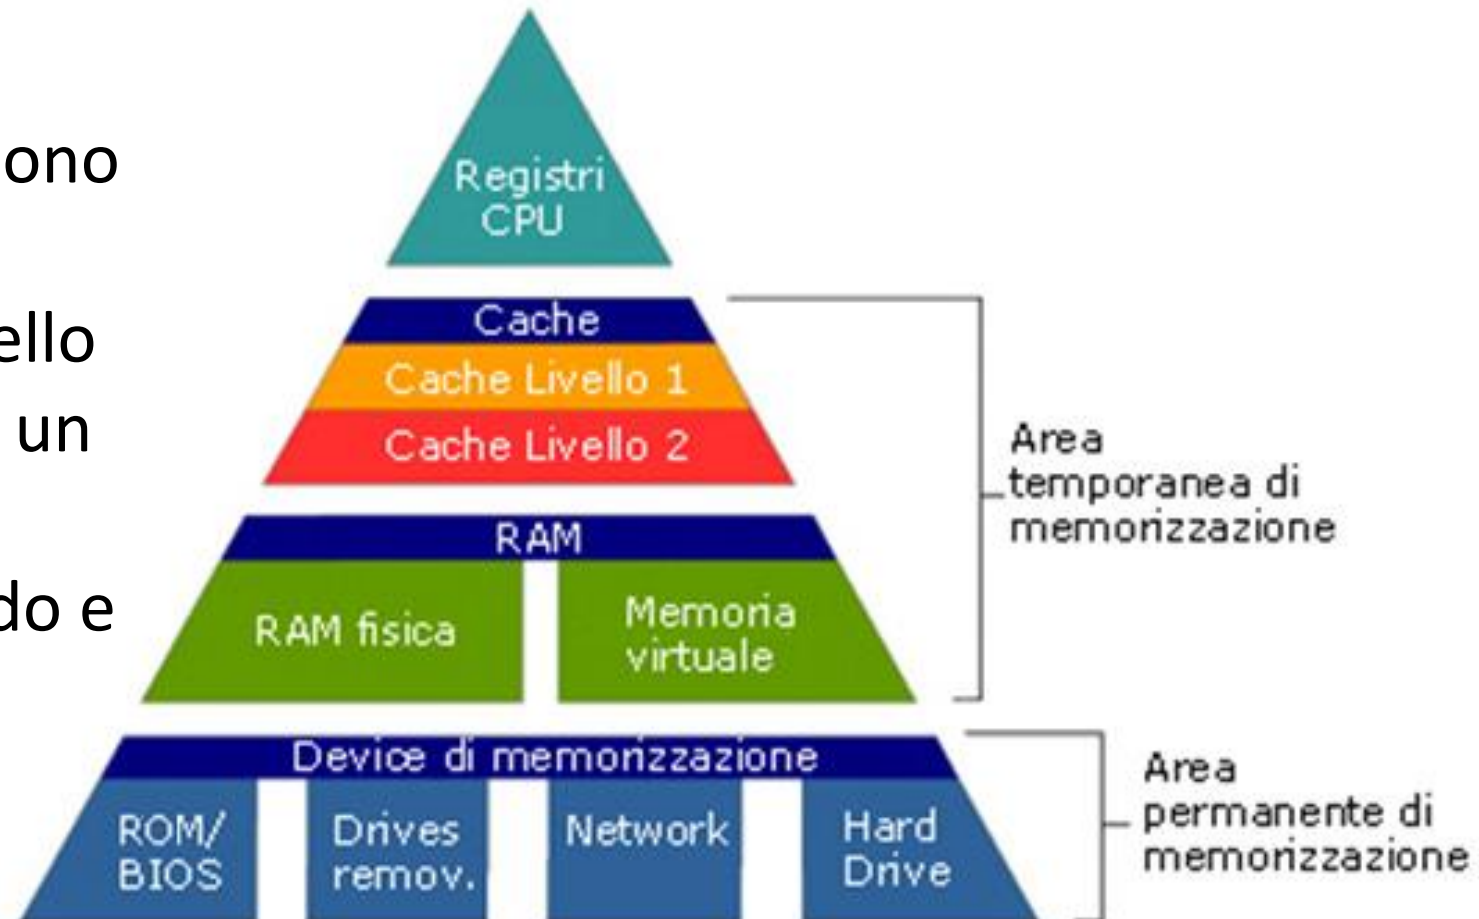 ono
ello
un
do e
Registri
CPU
Cache
Cache Livello 1
Cache Livello 2
RAM
RAM fisica
Memoria
virtuale
Area
temporanea di
memorizzazione
Device di memorizzazione
ROM/
BIOS
Drives
remov.
Network
Hard
Drive
Area
permanente di
memorizzazione